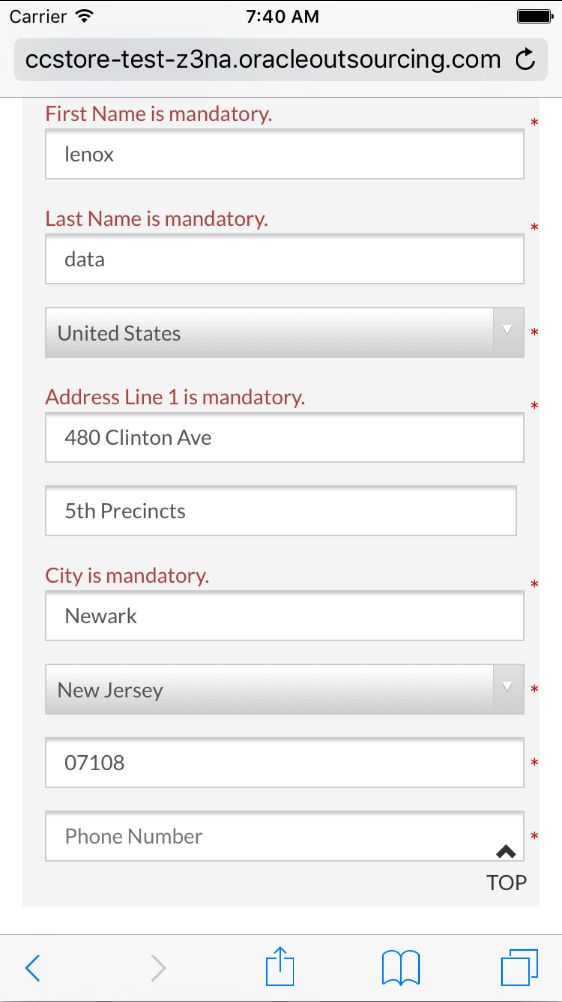 Carrier 7:40 AM
ccstore-test-z3na.oracleoutsourcing.com
First Name is mandatory.
*
lenox
Last Name is mandatory.
*
data
United States *
Address Line 1 is mandatory.
*
480 Clinton Ave
5th Precincts
City is mandatory.
*
Newark
New Jersey *
07108 *
Phone Number *
TOP